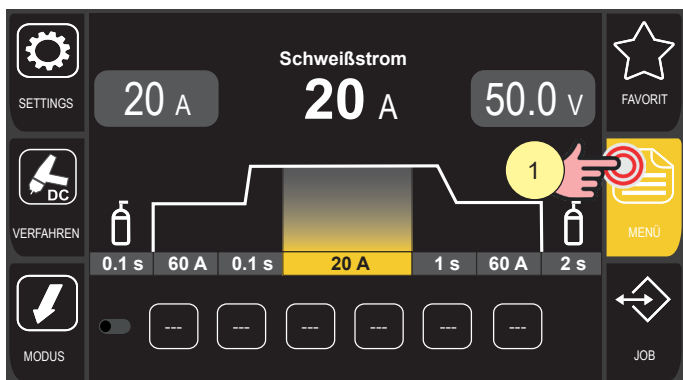 SETTINGS
VERFAHREN
DC
MODUS
Schweißstrom
20 A
20 A
50.0 V
1
0.1 s 60 A 0.1 s 20 A 1 s 60 A 2 s
--- --- --- --- --- ---
FAVORIT
MENÜ
JOB